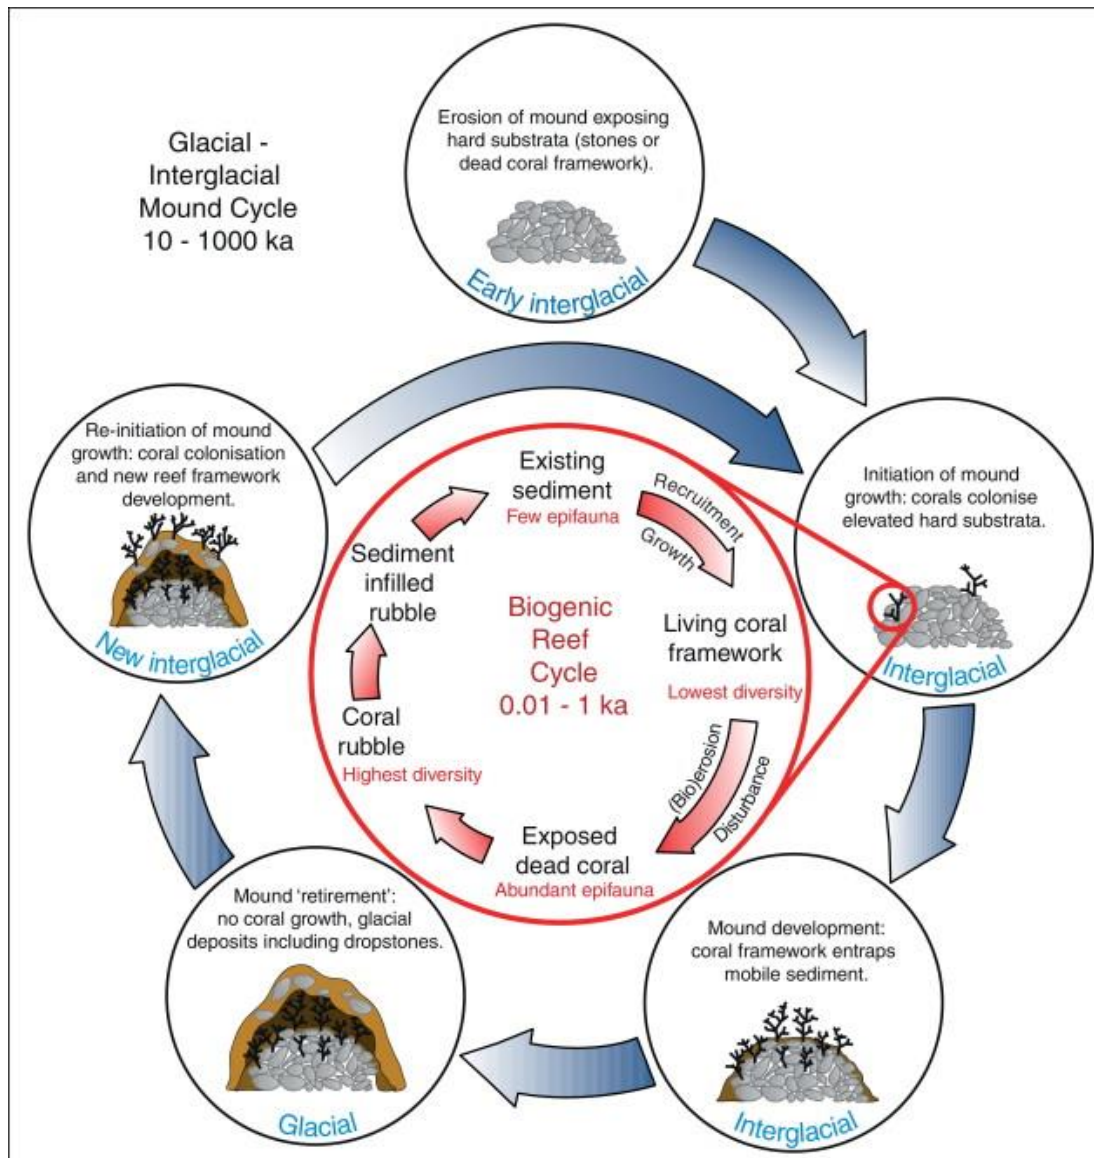 Glacial -
Interglacial
Mound Cycle
10 - 1000 ka
Erosion of mound exposing
hard substrata (stones or
dead coral framework).
Early interglacial
Initiation of mound
growth: corals colonise
elevated hard substrata.
Interglacial
Mound development:
coral framework entraps
mobile sediment.
Interglacial
Mound ‘retirement’:
no coral growth, glacial
deposits including dropstones.
Glacial
Re-initiation of mound
growth: coral colonisation
and new reef framework
development.
New interglacial
Biogenic
Reef
Cycle
0.01 - 1 ka
Existing
sediment
Few epifauna
Recruitment
Growth
Living coral
framework
Lowest diversity
(Bio)erosion
Disturbance
Exposed
dead coral
Abundant epifauna
Coral
rubble
Highest diversity
Sediment
infilled
rubble